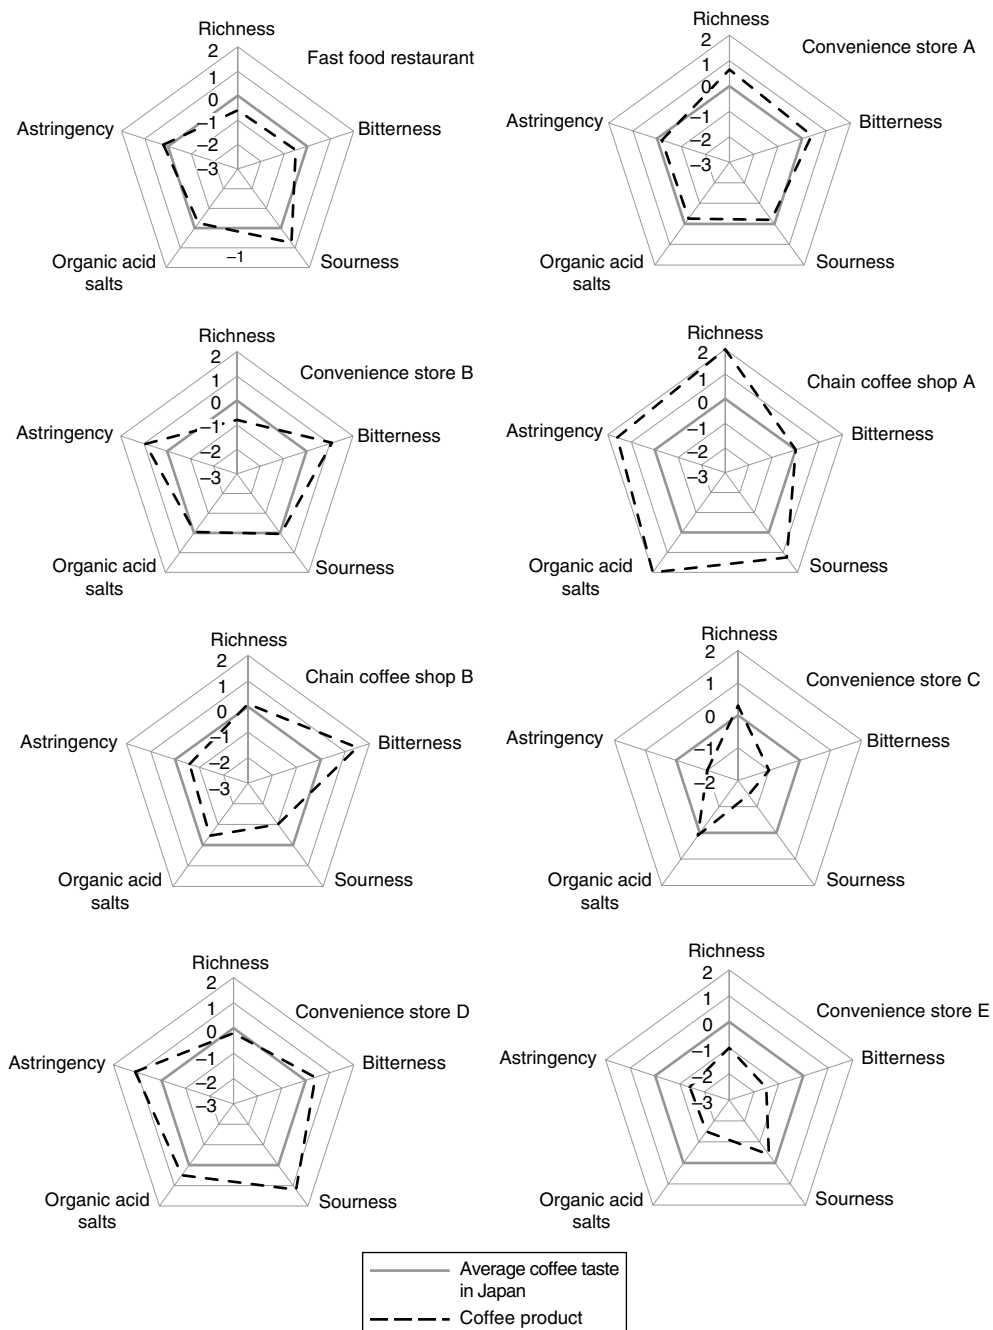 Richness
2
Fast food restaurant
1
0
Astringency
−1
Bitterness
−2
−3
Organic acid
salts
−1
Sourness
Richness
2
Convenience store A
1
0
Astringency
−1
Bitterness
−2
−3
Organic acid
salts
Sourness
Richness
2
Convenience store B
1
0
Astringency
−1
Bitterness
−2
−3
Organic acid
salts
Sourness
Richness
2
Chain coffee shop A
1
0
Astringency
−1
Bitterness
−2
−3
Organic acid
salts
Sourness
Richness
2
Chain coffee shop B
1
0
Astringency
−1
Bitterness
−2
−3
Organic acid
salts
Sourness
Richness
2
Convenience store C
1
0
Astringency
Bitterness
−1
−2
Organic acid
salts
Sourness
Richness
2
Convenience store D
1
0
Astringency
−1
Bitterness
−2
−3
Organic acid
salts
Sourness
Richness
2
Convenience store E
1
0
Astringency
−1
Bitterness
−2
−3
Organic acid
salts
Sourness
Average coffee taste
in Japan
Coffee product